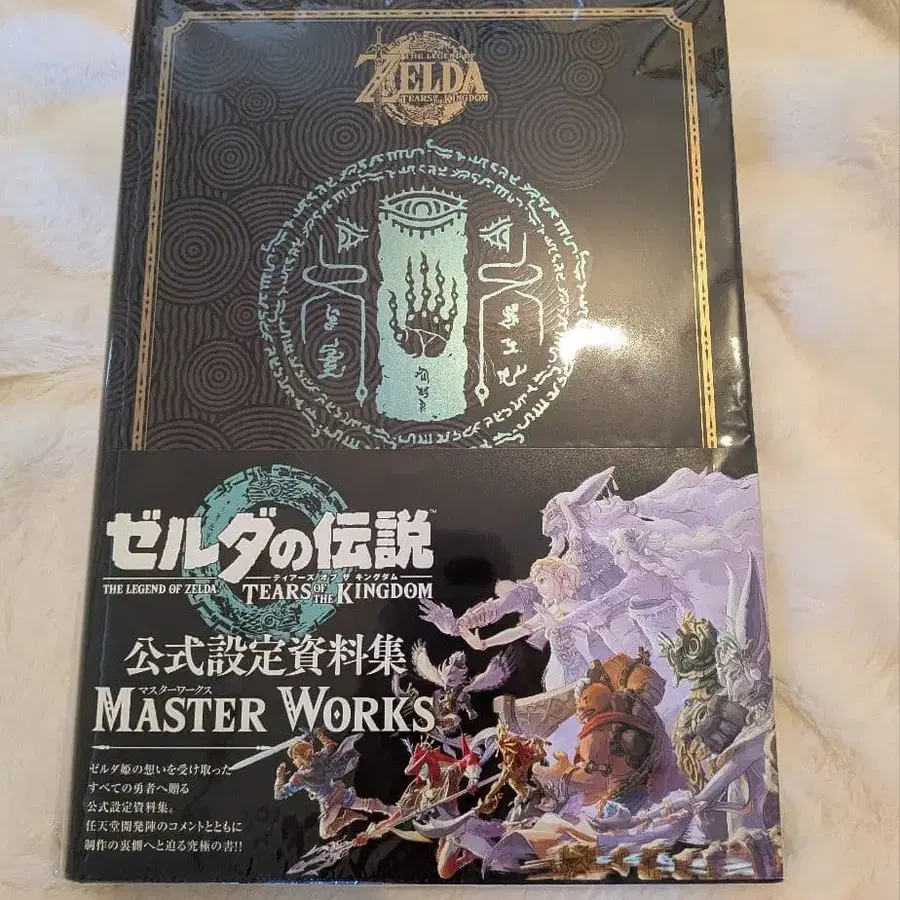 THE LEGEND OF
ZELDA
TEARS OF THE KINGDOM
ゼルダの伝説™
ティアーズ オブ ザ キングダム
THE LEGEND OF ZELDA
TEARS OF THE KINGDOM
公式設定資料集
マスターワークス
MASTER WORKS
ゼルダ姫の想いを受け取った
すべての勇者へ贈る
公式設定資料集。
任天堂開発陣のコメントとともに
制作の裏側へと迫る究極の書!!